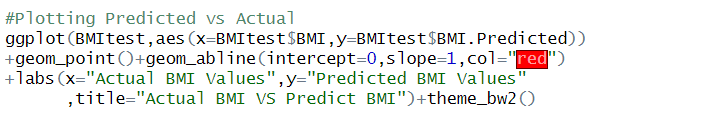 #Plotting Predicted vs Actual
ggplot(BMItest,aes(x=BMItest$BMI,y=BMItest$BMI.Predicted))
+geom_point()+geom_abline(intercept=0,slope=1,col="red")
+labs(x="Actual BMI Values",y="Predicted BMI Values"
,title="Actual BMI VS Predict BMI")+theme_bw2()